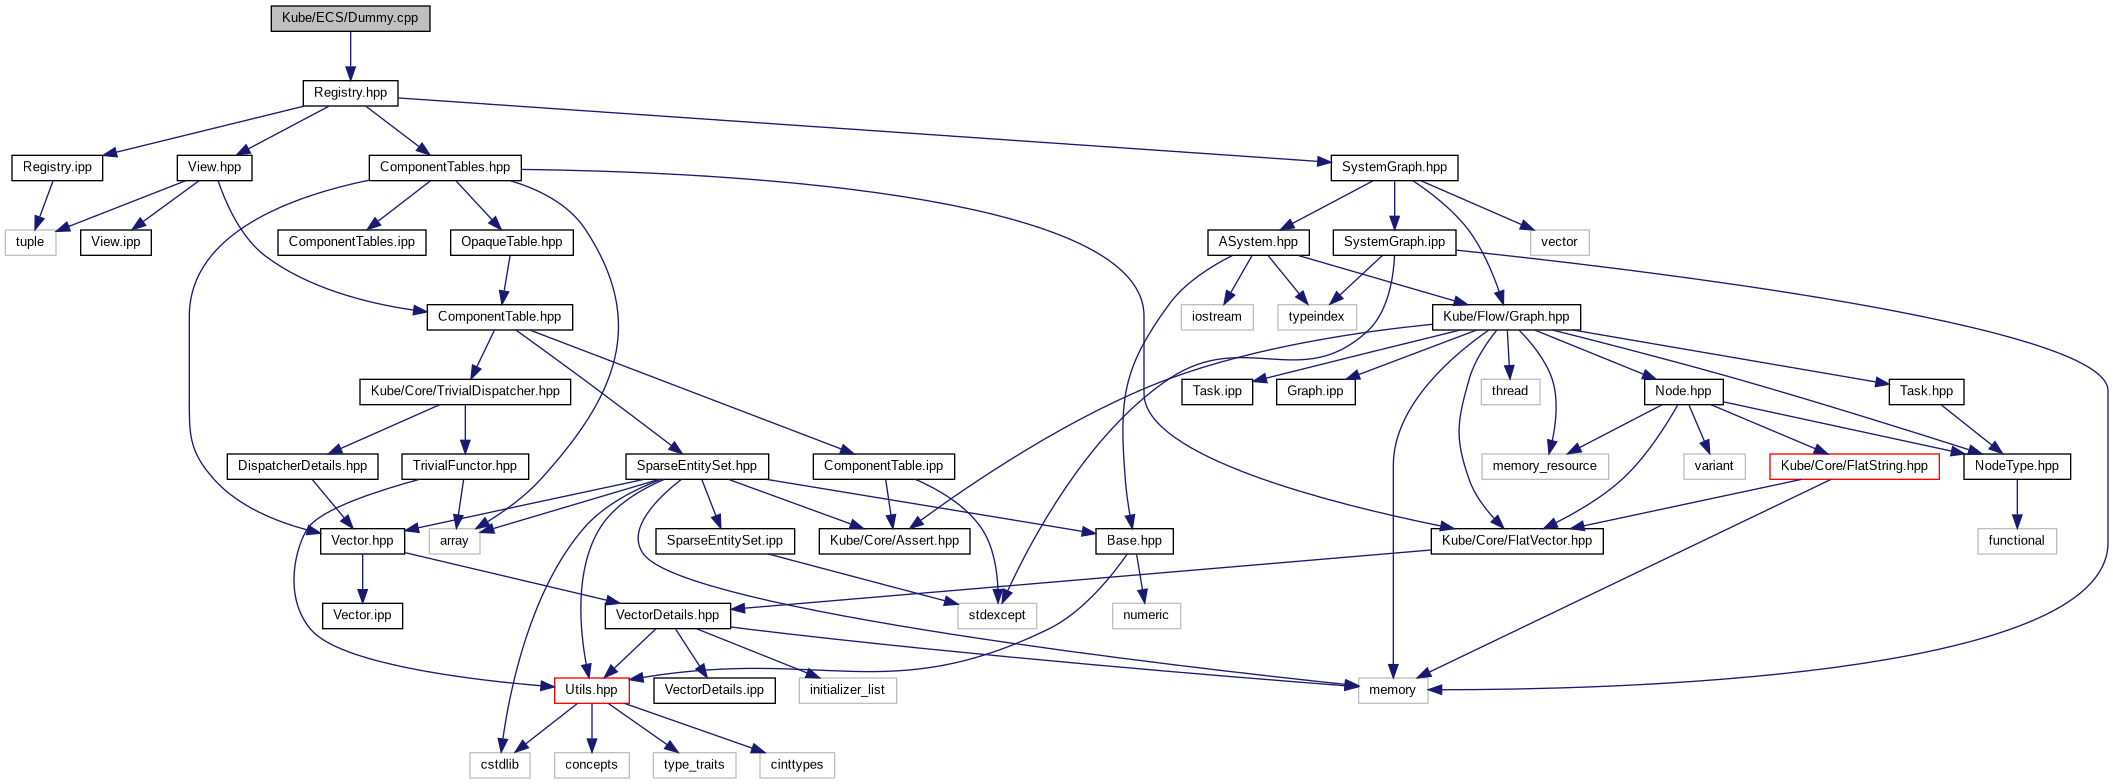 Kube/ECS/Dummy.cpp
Registry.hpp
Registry.ipp
View.hpp
ComponentTables.hpp
SystemGraph.hpp
tuple
View.ipp
ComponentTables.ipp
OpaqueTable.hpp
ASystem.hpp
SystemGraph.ipp
vector
ComponentTable.hpp
iostream
typeindex
Kube/Flow/Graph.hpp
Kube/Core/TrivialDispatcher.hpp
Task.ipp
Graph.ipp
thread
Node.hpp
Task.hpp
DispatcherDetails.hpp
TrivialFunctor.hpp
SparseEntitySet.hpp
ComponentTable.ipp
memory_resource
variant
Kube/Core/FlatString.hpp
NodeType.hpp
Vector.hpp
array
SparseEntitySet.ipp
Kube/Core/Assert.hpp
Base.hpp
Kube/Core/FlatVector.hpp
functional
Vector.ipp
VectorDetails.hpp
stdexcept
numeric
Utils.hpp
VectorDetails.ipp
initializer_list
memory
cstdlib
concepts
type_traits
cinttypes